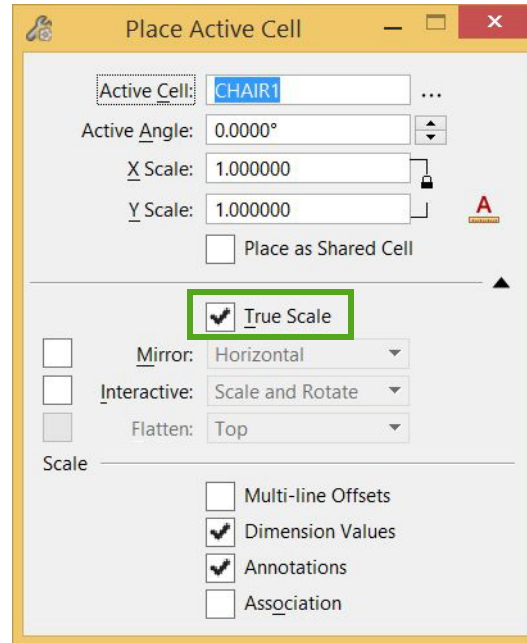 Place Active Cell
Active Cell: CHAIR1 ...
Active Angle: 0.0000°
X Scale: 1.000000
Y Scale: 1.000000 A
Place as Shared Cell
True Scale
Mirror: Horizontal
Interactive: Scale and Rotate
Flatten: Top
Scale
Multi-line Offsets
Dimension Values
Annotations
Association